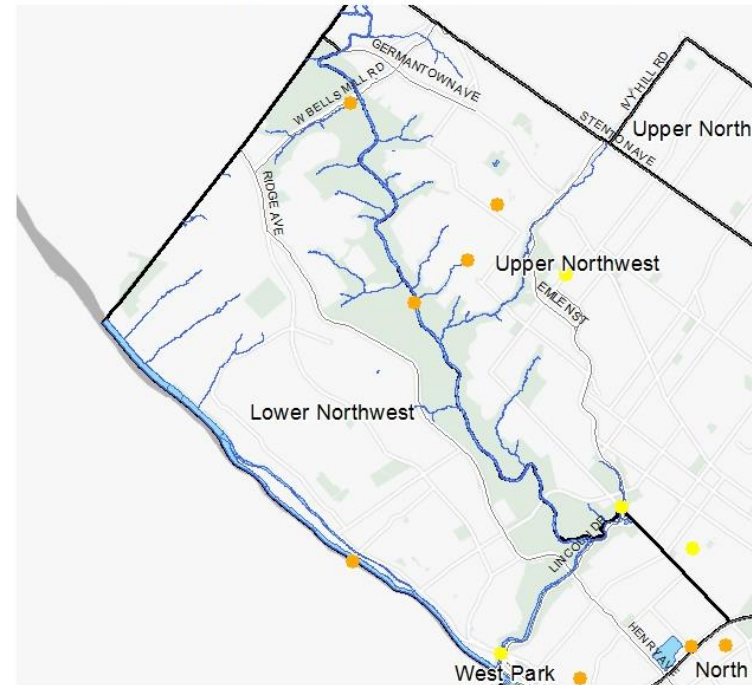 GERMANTOWN AVE
W BELLS MILL RD
IVY HILL RD
STENTON AVE
Upper North
RIDGE AVE
Upper Northwest
EMLEN ST
Lower Northwest
LINCOLN DR
HENRY AVE
West Park
North